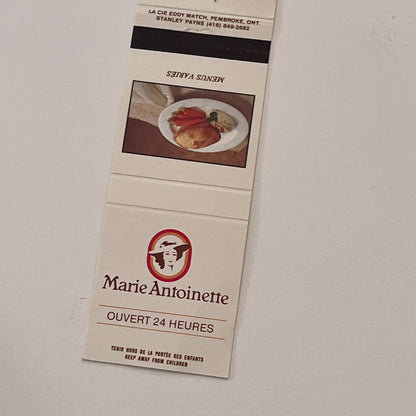 LA CIE EDDY MATCH, PEMBROKE, ONT.
STANLEY PAYNE (418) 849-2682
MENUS VARIÉS
Marie Antoinette
OUVERT 24 HEURES
TENIR HORS DE LA PORTÉE DES ENFANTS
KEEP AWAY FROM CHILDREN